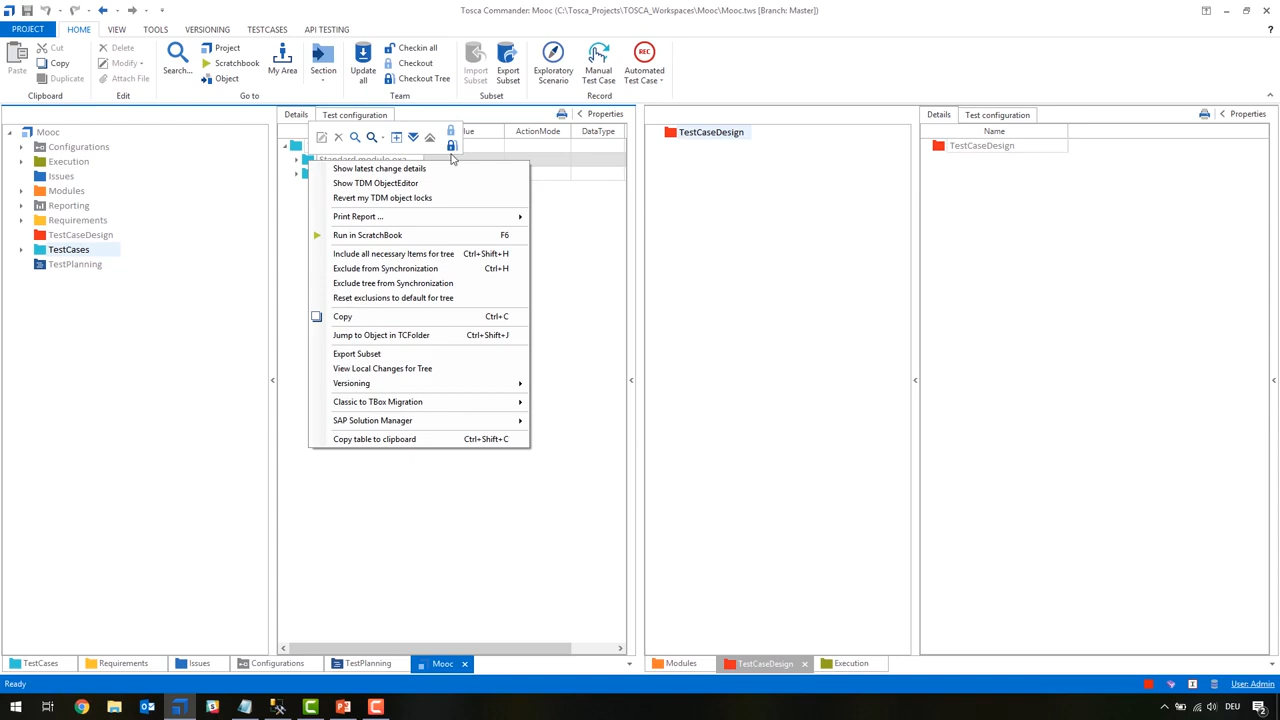 Tosca Commander: Mooc (C:\Tosca_Projects\TOSCA_Workspaces\Mooc\Mooc.tws [Branch: Master])
PROJECT HOME VIEW TOOLS VERSIONING TESTCASES API TESTING
Paste
Cut
Copy
Duplicate
Clipboard
Delete
Modify
Attach File
Edit
Search...
Project
Scratchbook
Object
My Area
Section
Go to
Update all
Checkin all
Checkout
Checkout Tree
Team
Import Subset
Export Subset
Subset
Exploratory Scenario
Manual Test Case
Automated Test Case
Record
Mooc
Configurations
Execution
Issues
Modules
Reporting
Requirements
TestCaseDesign
TestCases
TestPlanning
Details Test configuration Properties
ActionMode DataType
Show latest change details
Show TDM ObjectEditor
Revert my TDM object locks
Print Report ...
Run in ScratchBook F6
Include all necessary Items for tree Ctrl+Shift+H
Exclude from Synchronization Ctrl+H
Exclude tree from Synchronization
Reset exclusions to default for tree
Copy Ctrl+C
Jump to Object in TCFolder Ctrl+Shift+J
Export Subset
View Local Changes for Tree
Versioning
Classic to TBox Migration
SAP Solution Manager
Copy table to clipboard Ctrl+Shift+C
TestCaseDesign
Details Test configuration Properties
Name
TestCaseDesign
TestCases Requirements Issues Configurations TestPlanning Mooc
Modules TestCaseDesign Execution
Ready
User: Admin
DEU